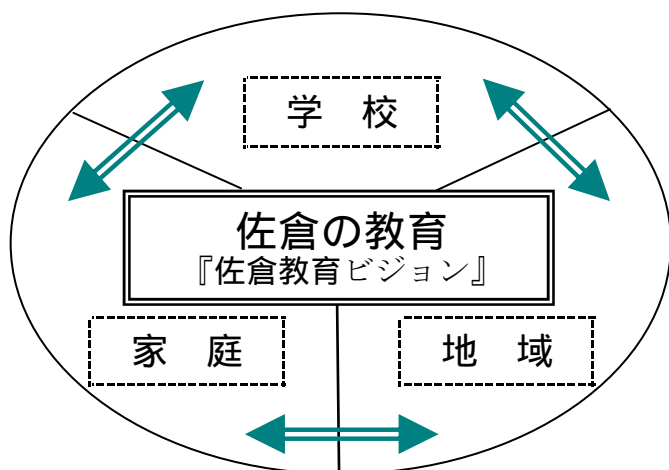 学　校
佐倉の教育
『佐倉教育ビジョン』
家　庭
地　域